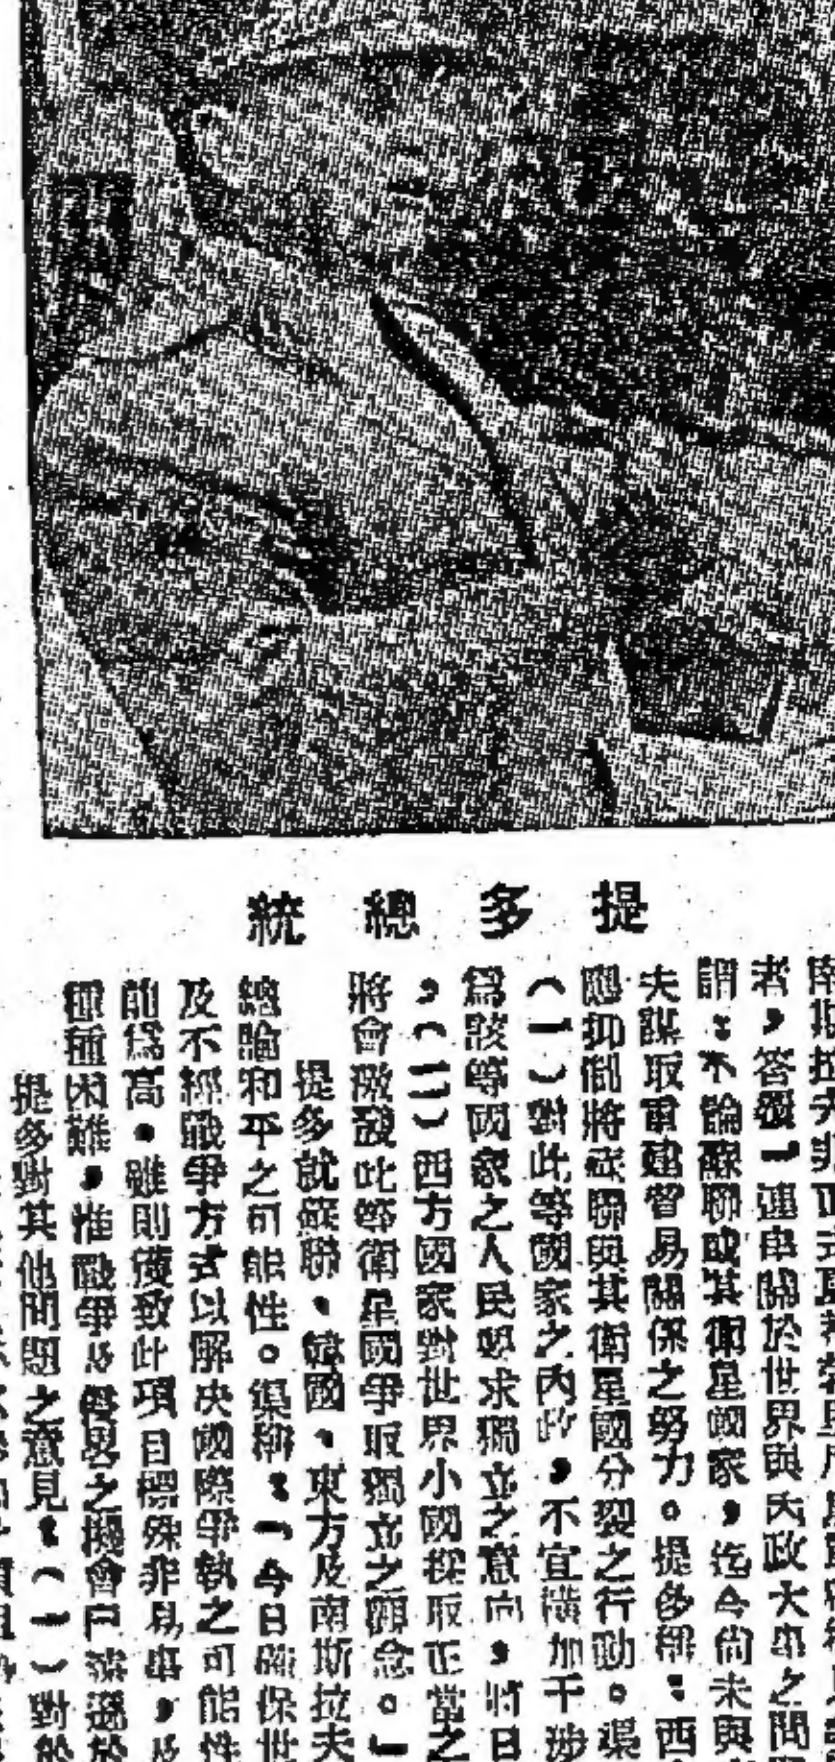 提多總統
者，答覆一連串關於世界與內政大事之問
謂：不論蘇聯或其衛星國家，迄今尚未與
夫謀取重建貿易關係之努力。提多稱：西
應抑制將蘇聯與其衛星國分裂之行動。渠
（一）對此等國家之內政，不宜橫加干涉
爲該等國家之人民要求獨立之意向，將日
，（二）西方國家對世界小國採取正當之
將會激發此等衛星國爭取獨立之願念。」
提多就蘇聯、韓國、東方及南斯拉夫
總論和平之可能性。渠稱：「今日確保世
及不經戰爭方式以解决國際爭執之可能性
前爲高。雖則獲致此項目標殊非易事，及
種種困難，惟戰爭及侵畧之機會已
提多對其他問題之意見：（一）對於